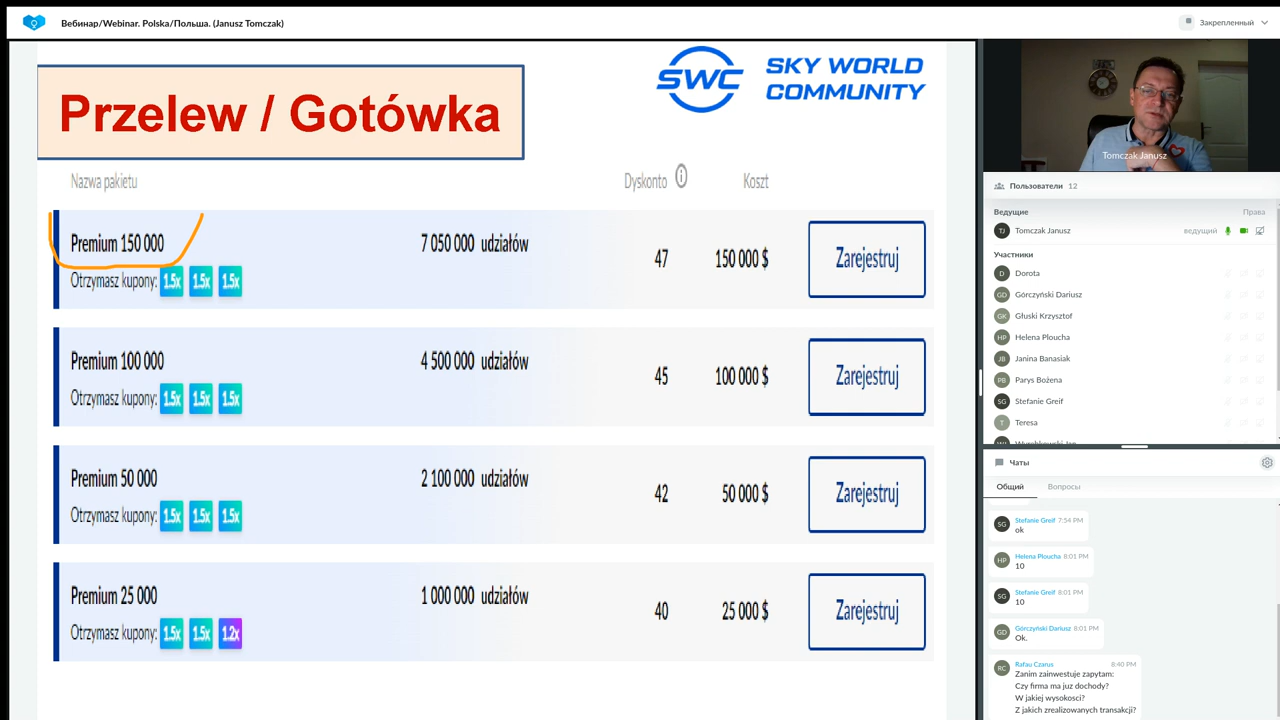 Вебинар/Webinar. Polska/Польша. (Janusz Tomczak)
Закрепленный
Przelew / Gotówka
SWC
SKY WORLD
COMMUNITY
Nazwa pakietu
Dyskonto
Koszt
Premium 150 000
7 050 000 udziałów
47
150 000 $
Zarejestruj
Otrzymasz kupony: 1.5x 1.5x 1.5x
Premium 100 000
4 500 000 udziałów
45
100 000 $
Zarejestruj
Otrzymasz kupony: 1.5x 1.5x 1.5x
Premium 50 000
2 100 000 udziałów
42
50 000 $
Zarejestruj
Otrzymasz kupony: 1.5x 1.5x 1.5x
Premium 25 000
1 000 000 udziałów
40
25 000 $
Zarejestruj
Otrzymasz kupony: 1.5x 1.5x 1.2x
Tomczak Janusz
Пользователи 12
Ведущие
Права
TJ Tomczak Janusz ведущий
Участники
D Dorota
GD Górczyński Dariusz
GK Głuski Krzysztof
HP Helena Ploucha
JB Janina Banasiak
PB Parys Bożena
SG Stefanie Greif
T Teresa
Чаты
Общий Вопросы
SG Stefanie Greif 7:54 PM
ok
HP Helena Ploucha 8:01 PM
10
SG Stefanie Greif 8:01 PM
10
GD Górczyński Dariusz 8:01 PM
Ok.
RC Rafau Czarus 8:40 PM
Zanim zainwestuje zapytam:
Czy firma ma juz dochody?
W jakiej wysokosci?
Z jakich zrealizowanych transakcji?